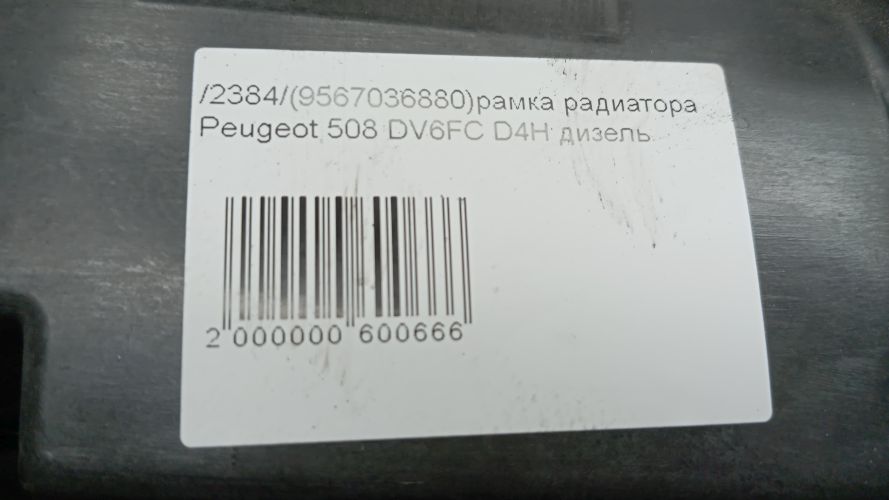 /2384/(9567036880)рамка радиатора
Peugeot 508 DV6FC D4H дизель
2 000000 600666